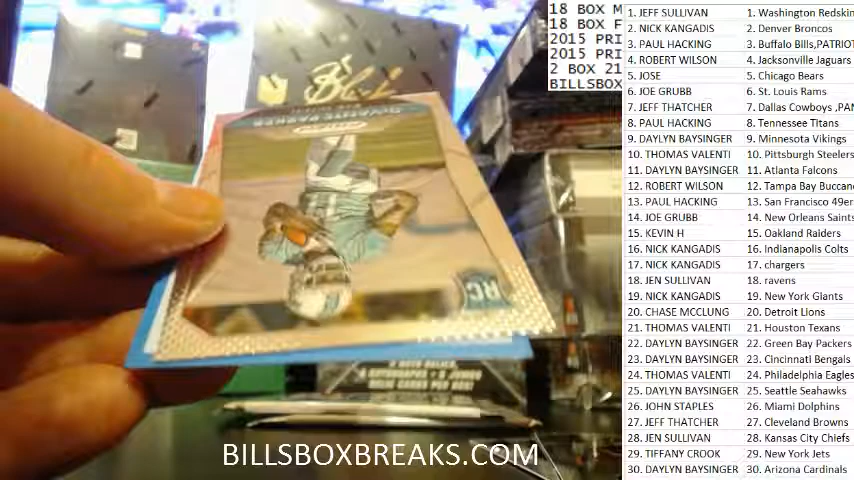 18 BOX M
18 BOX F
2015 PRI
2015 PRI
2 BOX 21
BILLSBOX
1. JEFF SULLIVAN 1. Washington Redskin
2. NICK KANGADIS 2. Denver Broncos
3. PAUL HACKING 3. Buffalo Bills,PATRIOT
4. ROBERT WILSON 4. Jacksonville Jaguars
5. JOSE 5. Chicago Bears
6. JOE GRUBB 6. St. Louis Rams
7. JEFF THATCHER 7. Dallas Cowboys ,PAN
8. PAUL HACKING 8. Tennessee Titans
9. DAYLYN BAYSINGER 9. Minnesota Vikings
10. THOMAS VALENTI 10. Pittsburgh Steelers
11. DAYLYN BAYSINGER 11. Atlanta Falcons
12. ROBERT WILSON 12. Tampa Bay Buccane
13. PAUL HACKING 13. San Francisco 49er
14. JOE GRUBB 14. New Orleans Saints
15. KEVIN H 15. Oakland Raiders
16. NICK KANGADIS 16. Indianapolis Colts
17. NICK KANGADIS 17. chargers
18. JEN SULLIVAN 18. ravens
19. NICK KANGADIS 19. New York Giants
20. CHASE MCCLUNG 20. Detroit Lions
21. THOMAS VALENTI 21. Houston Texans
22. DAYLYN BAYSINGER 22. Green Bay Packers
23. DAYLYN BAYSINGER 23. Cincinnati Bengals
24. THOMAS VALENTI 24. Philadelphia Eagles
25. DAYLYN BAYSINGER 25. Seattle Seahawks
26. JOHN STAPLES 26. Miami Dolphins
27. JEFF THATCHER 27. Cleveland Browns
28. JEN SULLIVAN 28. Kansas City Chiefs
29. TIFFANY CROOK 29. New York Jets
30. DAYLYN BAYSINGER 30. Arizona Cardinals
DEVANTE PARKER
PRIZM
RC
RELIC CARDS PER BOX!
BILLSBOXBREAKS.COM